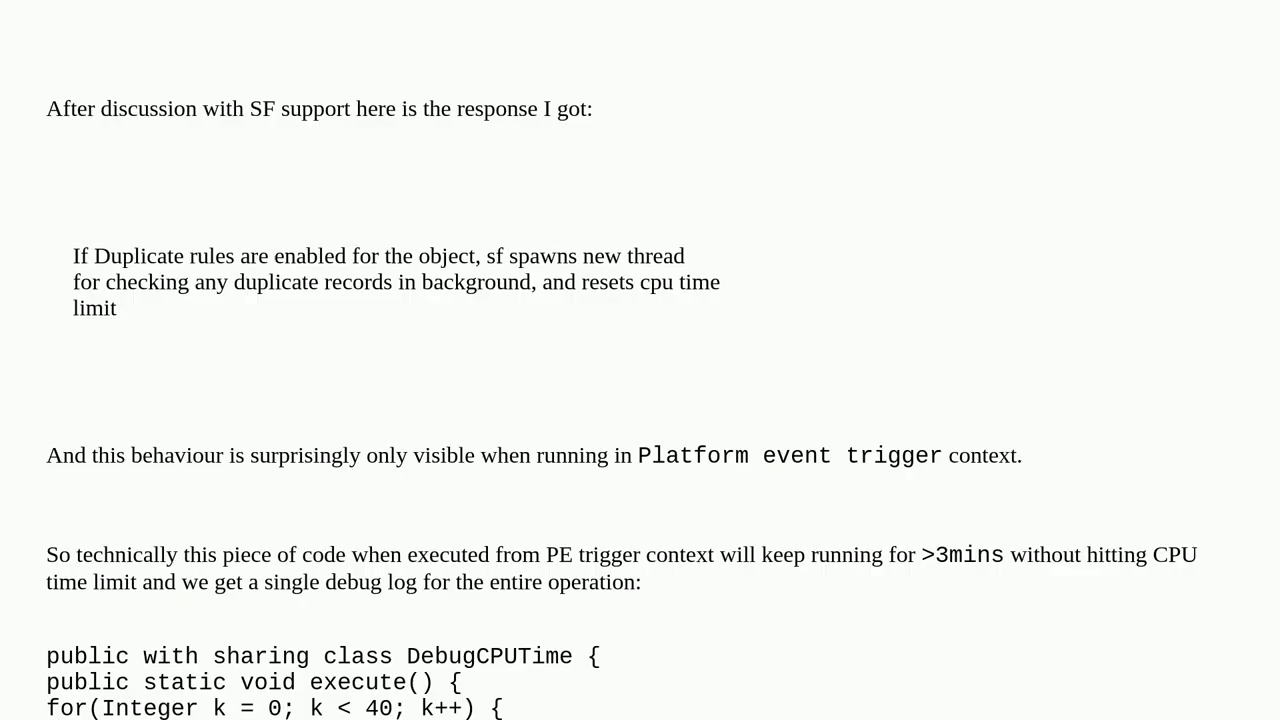 After discussion with SF support here is the response I got:
If Duplicate rules are enabled for the object, sf spawns new thread
for checking any duplicate records in background, and resets cpu time
limit
And this behaviour is surprisingly only visible when running in Platform event trigger context.
So technically this piece of code when executed from PE trigger context will keep running for >3mins without hitting CPU
time limit and we get a single debug log for the entire operation:
public with sharing class DebugCPUTime {
public static void execute() {
for(Integer k = 0; k < 40; k++) {